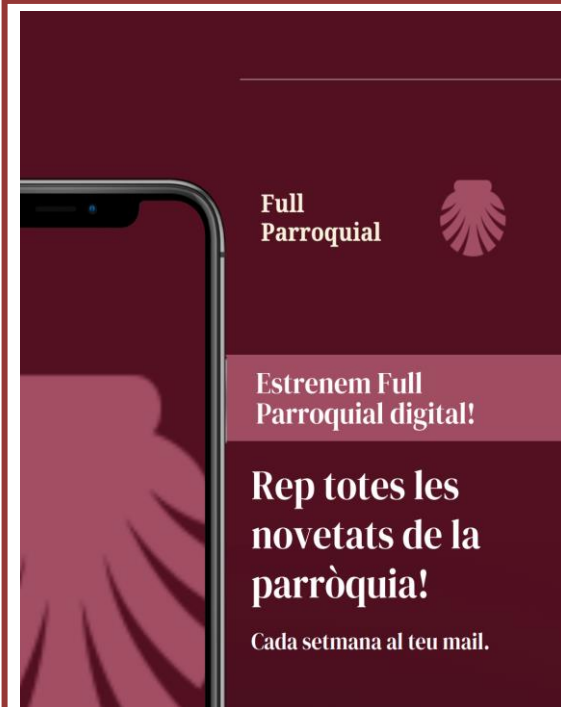 Full
Parroquial
Estrenem Full
Parroquial digital!
Rep totes les
novetats de la
parròquia!
Cada setmana al teu mail.